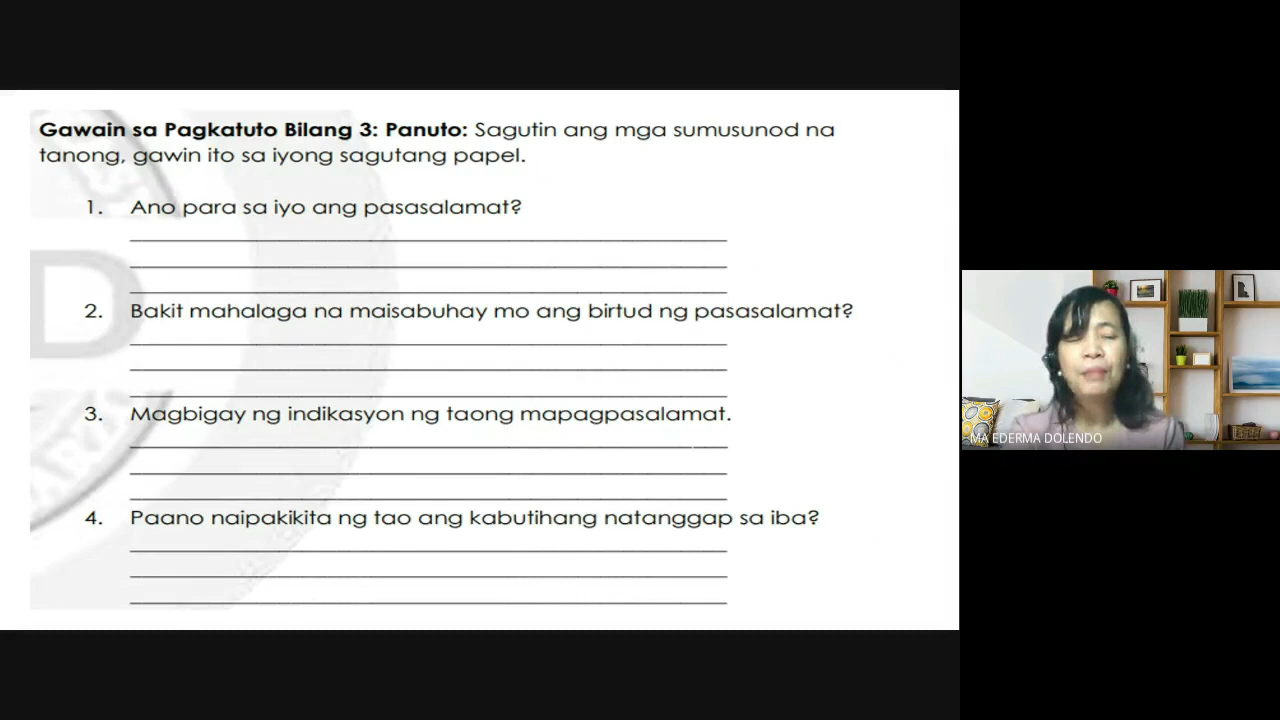 Gawain sa Pagkatuto Bilang 3: Panuto: Sagutin ang mga sumusunod na
tanong, gawin ito sa iyong sagutang papel.
1. Ano para sa iyo ang pasasalamat?
2. Bakit mahalaga na maisabuhay mo ang birtud ng pasasalamat?
3. Magbigay ng indikasyon ng taong mapagpasalamat.
4. Paano naipakikita ng tao ang kabutihang natanggap sa iba?
MA EDERMA DOLENDO